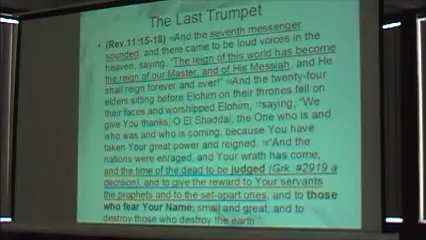 The Last Trumpet
• (Rev.11:15-18) 15And the seventh messenger
sounded, and there came to be loud voices in the
heaven, saying, "The reign of this world has become
the reign of our Master, and of His Messiah, and He
shall reign forever and ever!" 16And the twenty-four
elders sitting before Elohim on their thrones fell on
their faces and worshipped Elohim, 17saying, "We
give You thanks, O El Shaddai, the One who is and
who was and who is coming, because You have
taken Your great power and reigned. 18"And the
nations were enraged, and Your wrath has come,
and the time of the dead to be judged (Grk. #2919 a
decision), and to give the reward to Your servants
the prophets and to the set-apart ones, and to those
who fear Your Name, small and great, and to
destroy those who destroy the earth